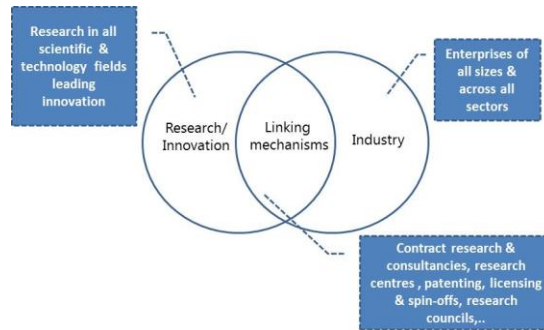 Research in all
scientific &
technology fields
leading
innovation
Enterprises of
all sizes &
across all
sectors
Research/
Innovation
Linking
mechanisms
Industry
Contract research &
consultancies, research
centres , patenting, licensing
& spin-offs, research
councils,..